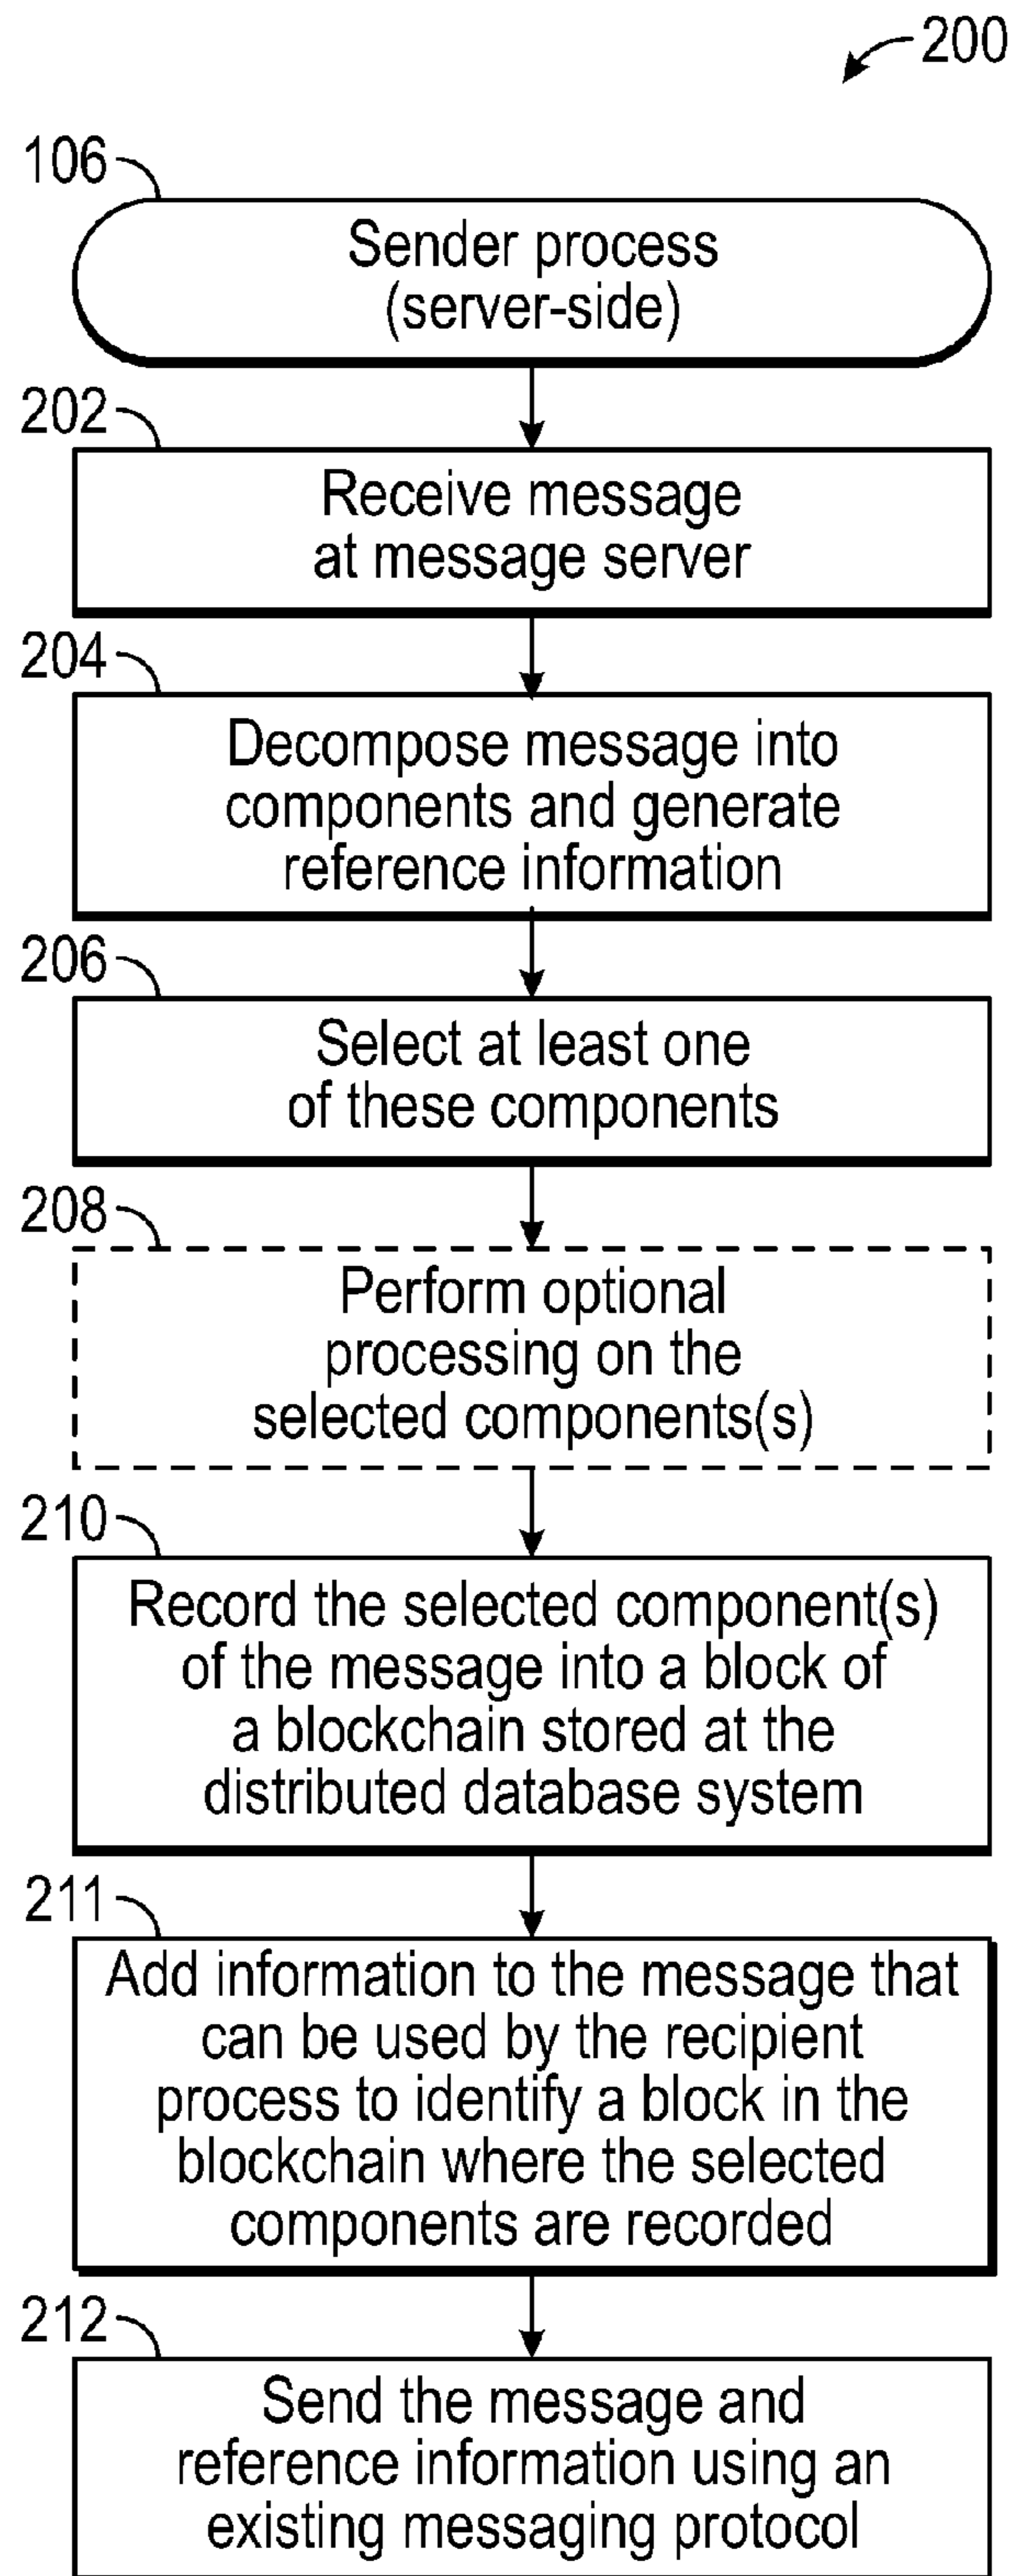 200
106
Sender process
(server-side)
202
Receive message
at message server
204
Decompose message into
components and generate
reference information
206
Select at least one
of these components
208
Perform optional
processing on the
selected components(s)
210
Record the selected component(s)
of the message into a block of
a blockchain stored at the
distributed database system
211
Add information to the message that
can be used by the recipient
process to identify a block in the
blockchain where the selected
components are recorded
212
Send the message and
reference information using an
existing messaging protocol